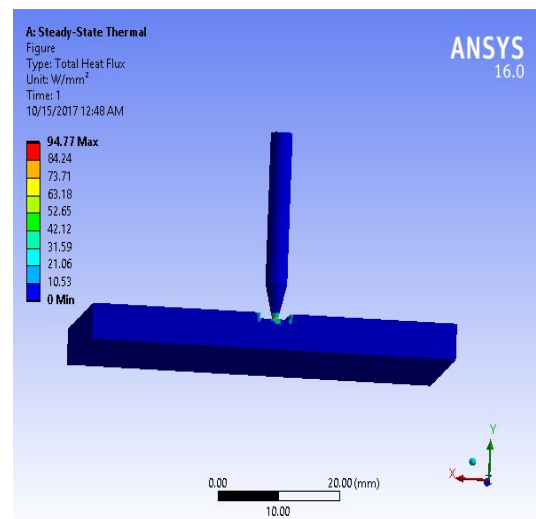 A: Steady-State Thermal
Figure
Type: Total Heat Flux
Unit: W/mm²
Time: 1
10/15/2017 12:48 AM
ANSYS
16.0
94.77 Max
84.24
73.71
63.18
52.65
42.12
31.59
21.06
10.53
0 Min
Y
X
0.00 20.00 (mm)
10.00